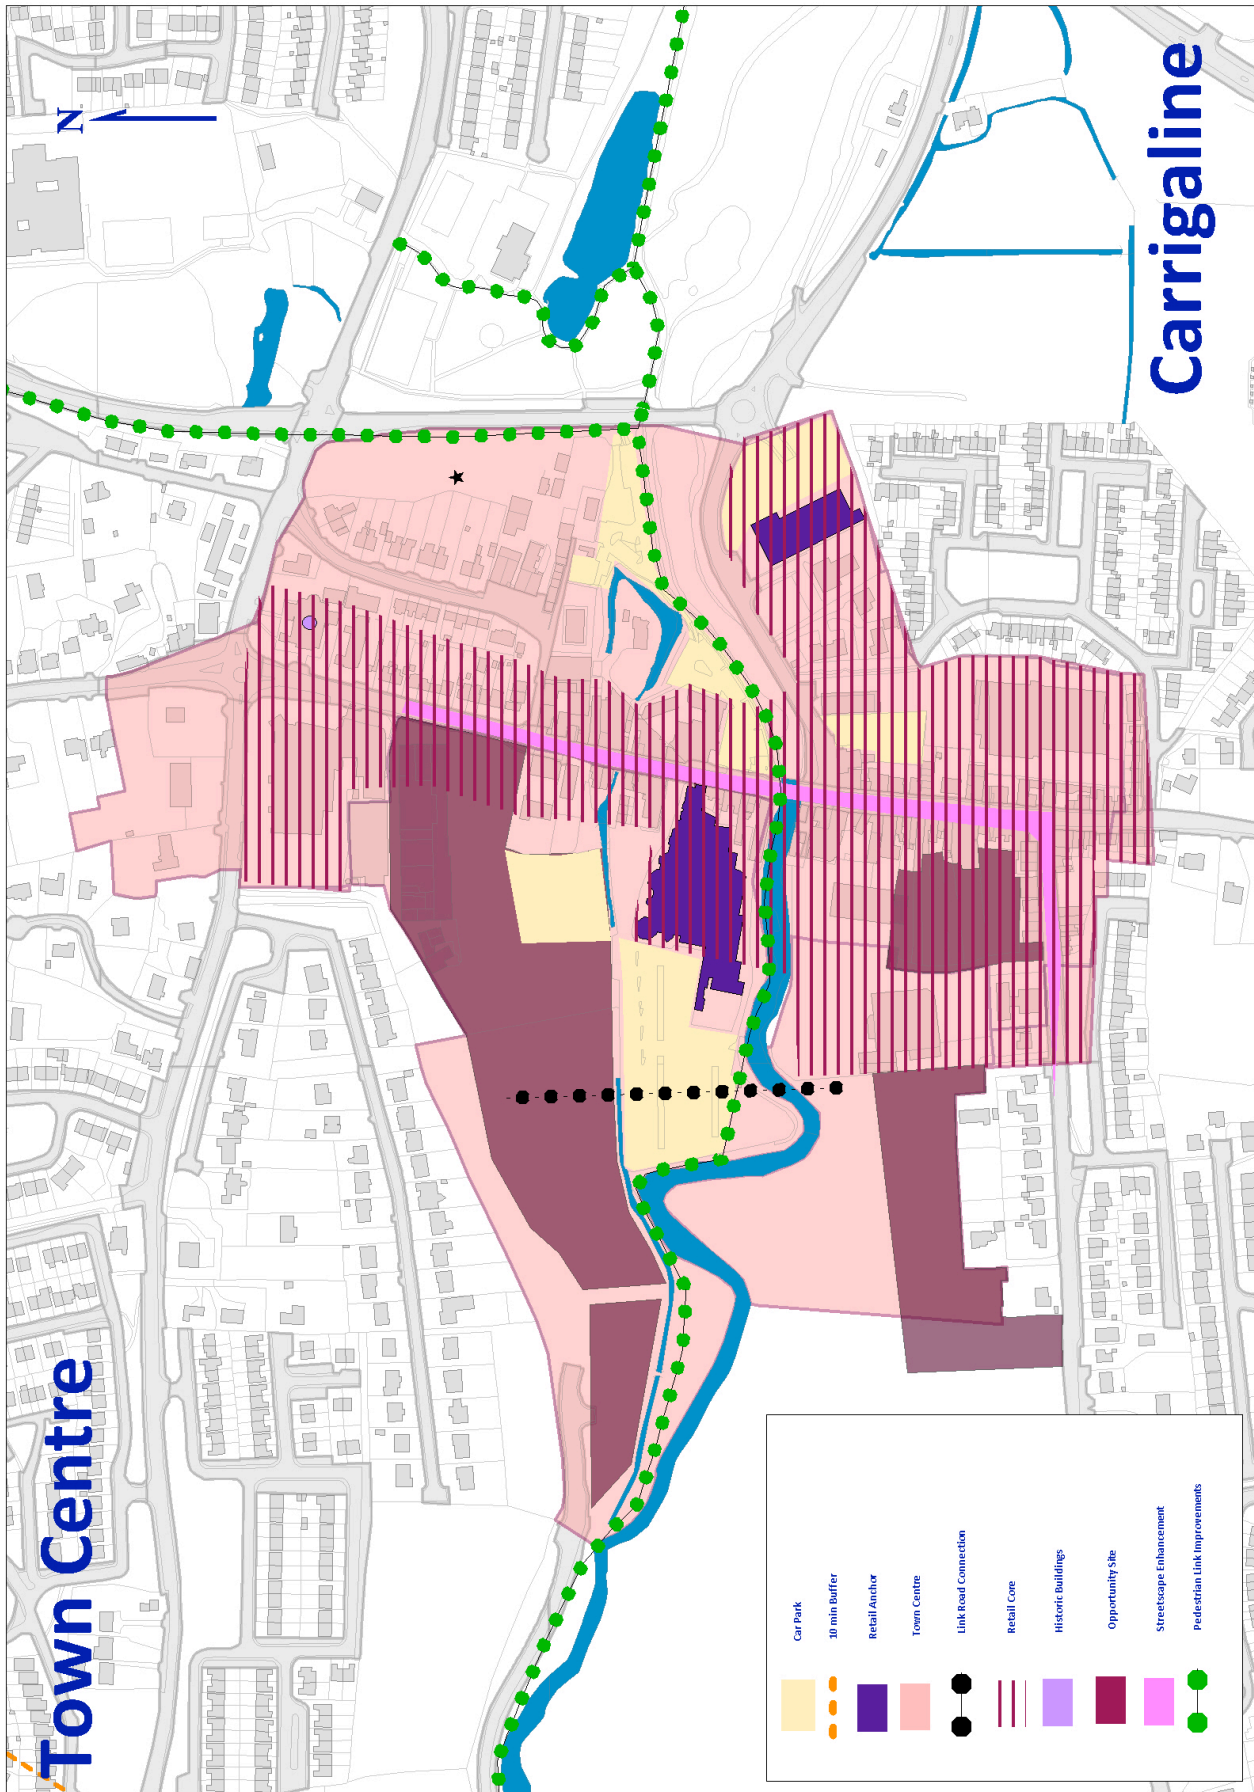 Town Centre
Carrigaline
N
Car Park
10 min Buffer
Retail Anchor
Town Centre
Link Road Connection
Retail Core
Historic Buildings
Opportunity Site
Streetscape Enhancement
Pedestrian Link Improvements